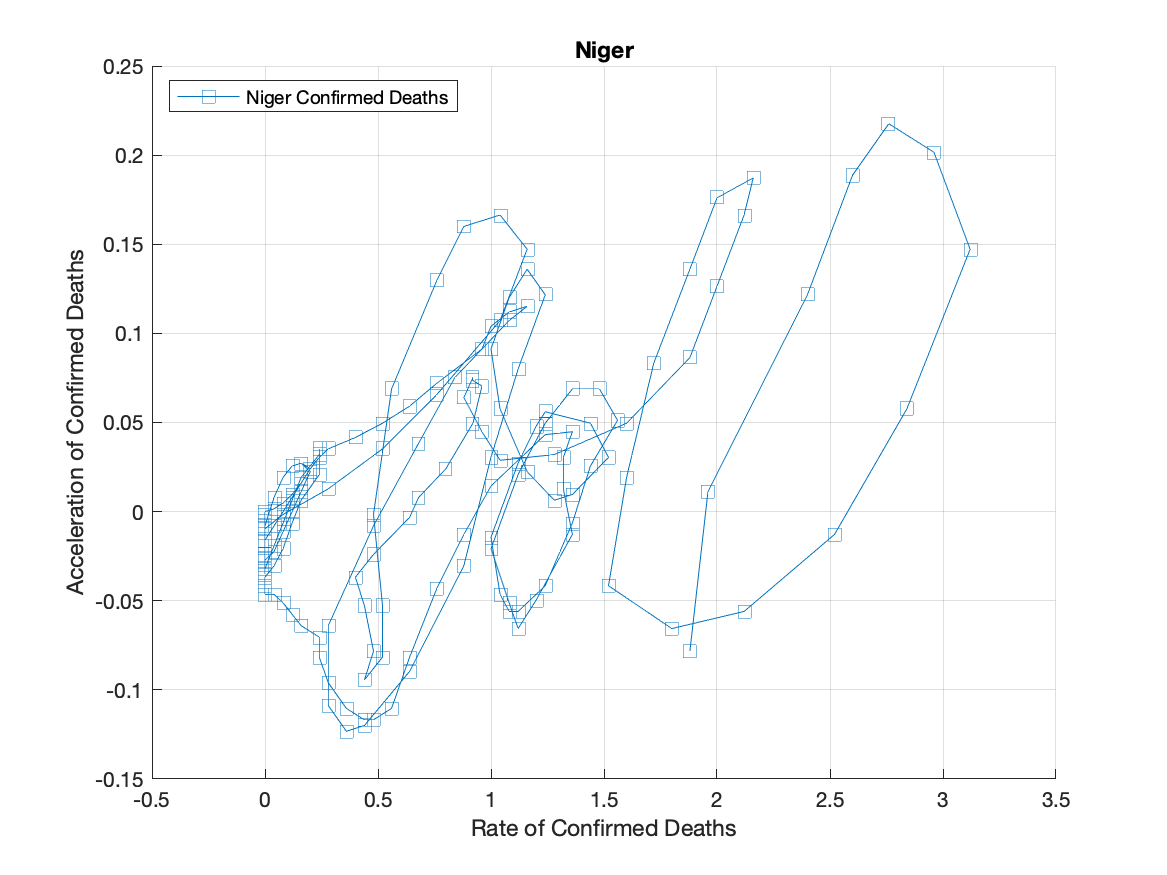 Niger
Niger Confirmed Deaths
0.25
0.2
0.15
0.1
0.05
0
-0.05
-0.1
-0.15
Acceleration of Confirmed Deaths
-0.5 0 0.5 1 1.5 2 2.5 3 3.5
Rate of Confirmed Deaths